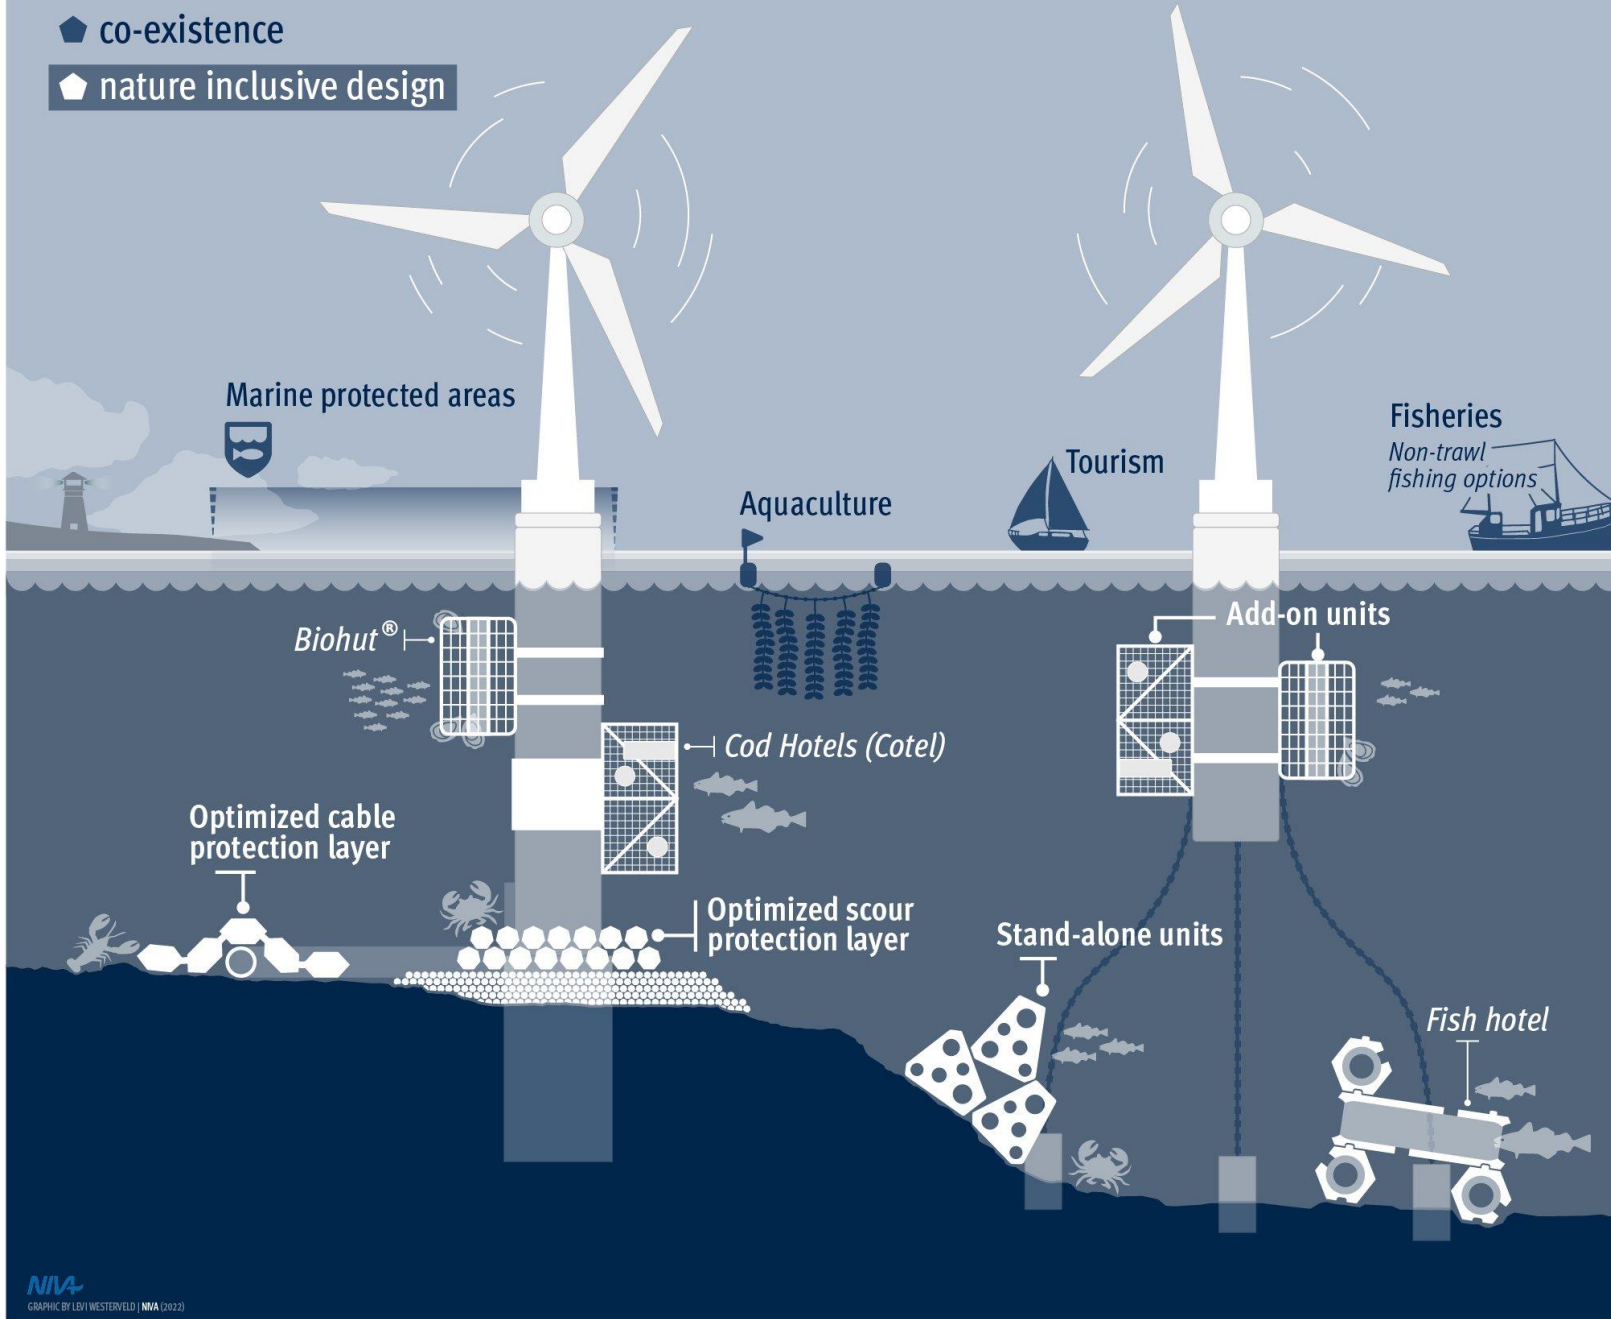 co-existence
nature inclusive design
Marine protected areas
Fisheries
Non-trawl
fishing options
Tourism
Aquaculture
Add-on units
Biohut®
Cod Hotels (Cotel)
Optimized cable
protection layer
Optimized scour
protection layer
Stand-alone units
Fish hotel
NIVA
GRAPHIC BY LEVI WESTERVELD | NIVA (2022)